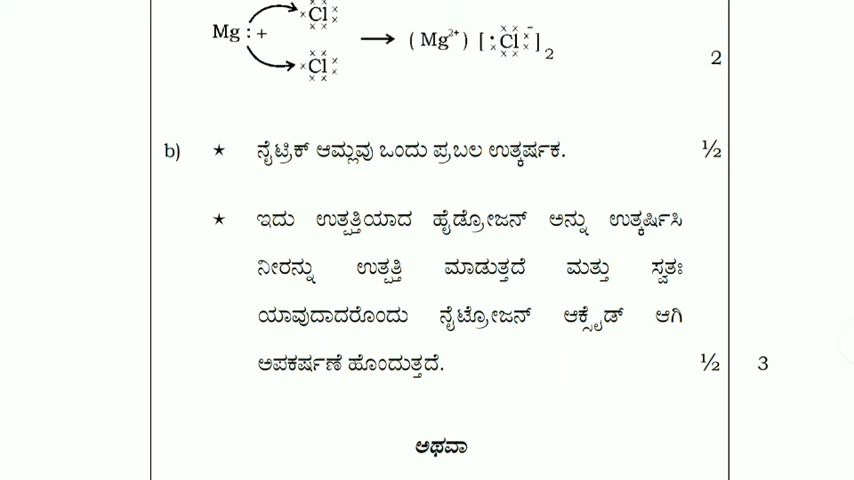 Cl
Mg : + ⟶ ( Mg²⁺ ) [ Cl⁻ ]₂
Cl
2
b) ★ ನೈಟ್ರಿಕ್ ಆಮ್ಲವು ಒಂದು ಪ್ರಬಲ ಉತ್ಕರ್ಷಕ. ½
★ ಇದು ಉತ್ಪತ್ತಿಯಾದ ಹೈಡ್ರೋಜನ್ ಅನ್ನು ಉತ್ಕರ್ಷಿಸಿ
ನೀರನ್ನು ಉತ್ಪತ್ತಿ ಮಾಡುತ್ತದೆ ಮತ್ತು ಸ್ವತಃ
ಯಾವುದಾದರೊಂದು ನೈಟ್ರೋಜನ್ ಆಕ್ಸೈಡ್ ಆಗಿ
ಅಪಕರ್ಷಣೆ ಹೊಂದುತ್ತದೆ. ½ 3
ಅಥವಾ